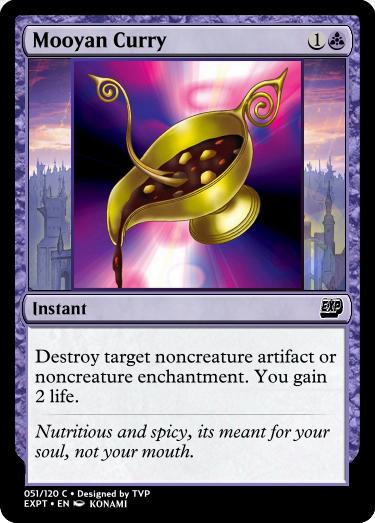 Mooyan Curry 1
Instant EXP
Destroy target noncreature artifact or
noncreature enchantment. You gain
2 life.
Nutritious and spicy, its meant for your
soul, not your mouth.
051/120 C • Designed by TVP
EXPT • EN KONAMI